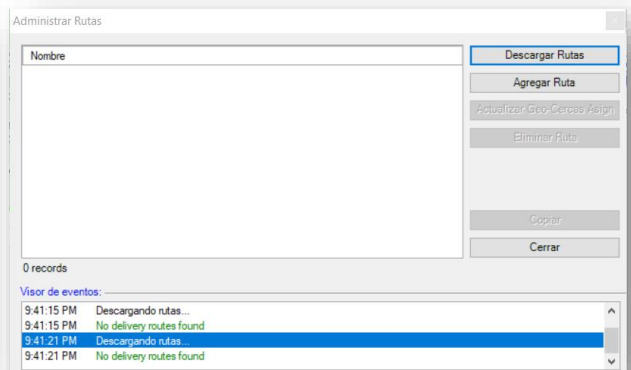 Administrar Rutas
Nombre
Descargar Rutas
Agregar Ruta
Actualizar Geo-Cercas Asign
Eliminar Ruta
Copiar
Cerrar
0 records
Visor de eventos:
9:41:15 PM Descargando rutas...
9:41:15 PM No delivery routes found
9:41:21 PM Descargando rutas...
9:41:21 PM No delivery routes found